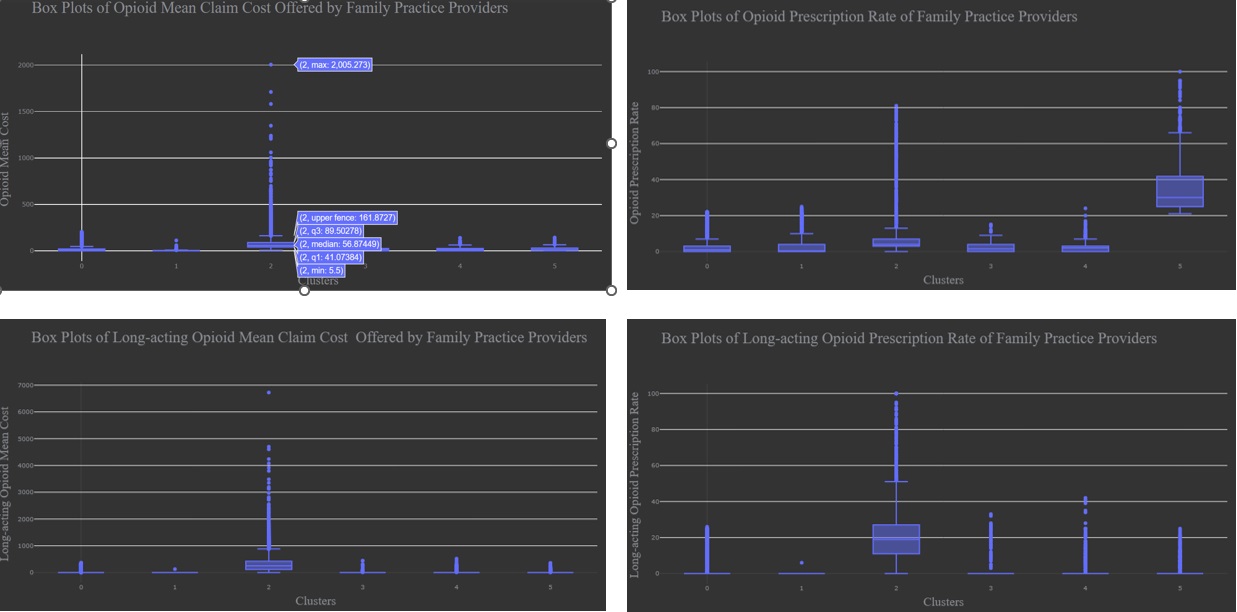 Box Plots of Opioid Mean Claim Cost Offered by Family Practice Providers
Opioid Mean Cost
2000
1500
1000
500
0
(2, max: 2,005.273)
(2, upper fence: 161.8727)
(2, q3: 89.50278)
(2, median: 56.87449)
(2, q1: 41.07384)
(2, min: 5.5)
0 1 2 3 4 5
Clusters
Box Plots of Opioid Prescription Rate of Family Practice Providers
Opioid Prescription Rate
100
80
60
40
20
0
0 1 2 3 4 5
Clusters
Box Plots of Long-acting Opioid Mean Claim Cost  Offered by Family Practice Providers
Long-acting Opioid Mean Cost
7000
6000
5000
4000
3000
2000
1000
0
0 1 2 3 4 5
Clusters
Box Plots of Long-acting Opioid Prescription Rate of Family Practice Providers
Long-acting Opioid Prescription Rate
100
80
60
40
20
0
0 1 2 3 4 5
Clusters